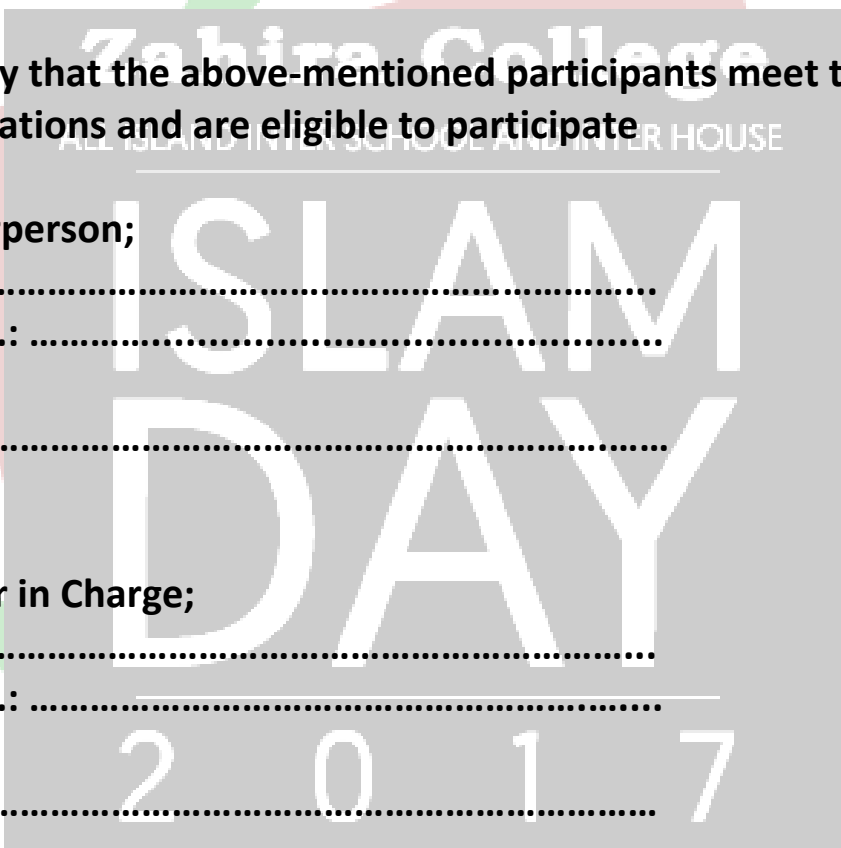 Zahira College
y that the above-mentioned participants meet t
ations and are eligible to participate
ALL ISLAND INTER SCHOOL AND INTER HOUSE
person;
……………………………………………………….
.: ………………………………………………………
ISLAM
……………………………………………………….
DAY
r in Charge;
……………………………………………………….
.: ………………………………………………………
2 0 1 7
……………………………………………………….